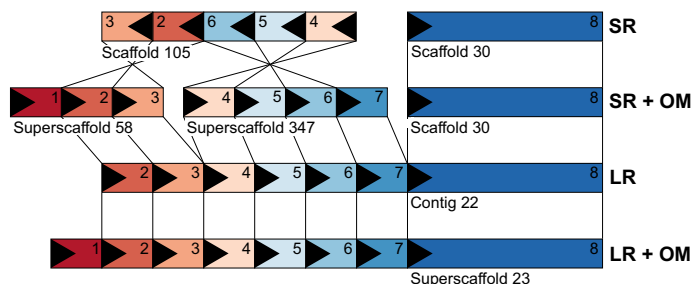 3 2 6 5 4 8 SR
Scaffold 105 Scaffold 30
1 2 3 4 5 6 7 8 SR + OM
Superscaffold 58 Superscaffold 347 Scaffold 30
2 3 4 5 6 7 8 LR
Contig 22
1 2 3 4 5 6 7 8 LR + OM
Superscaffold 23